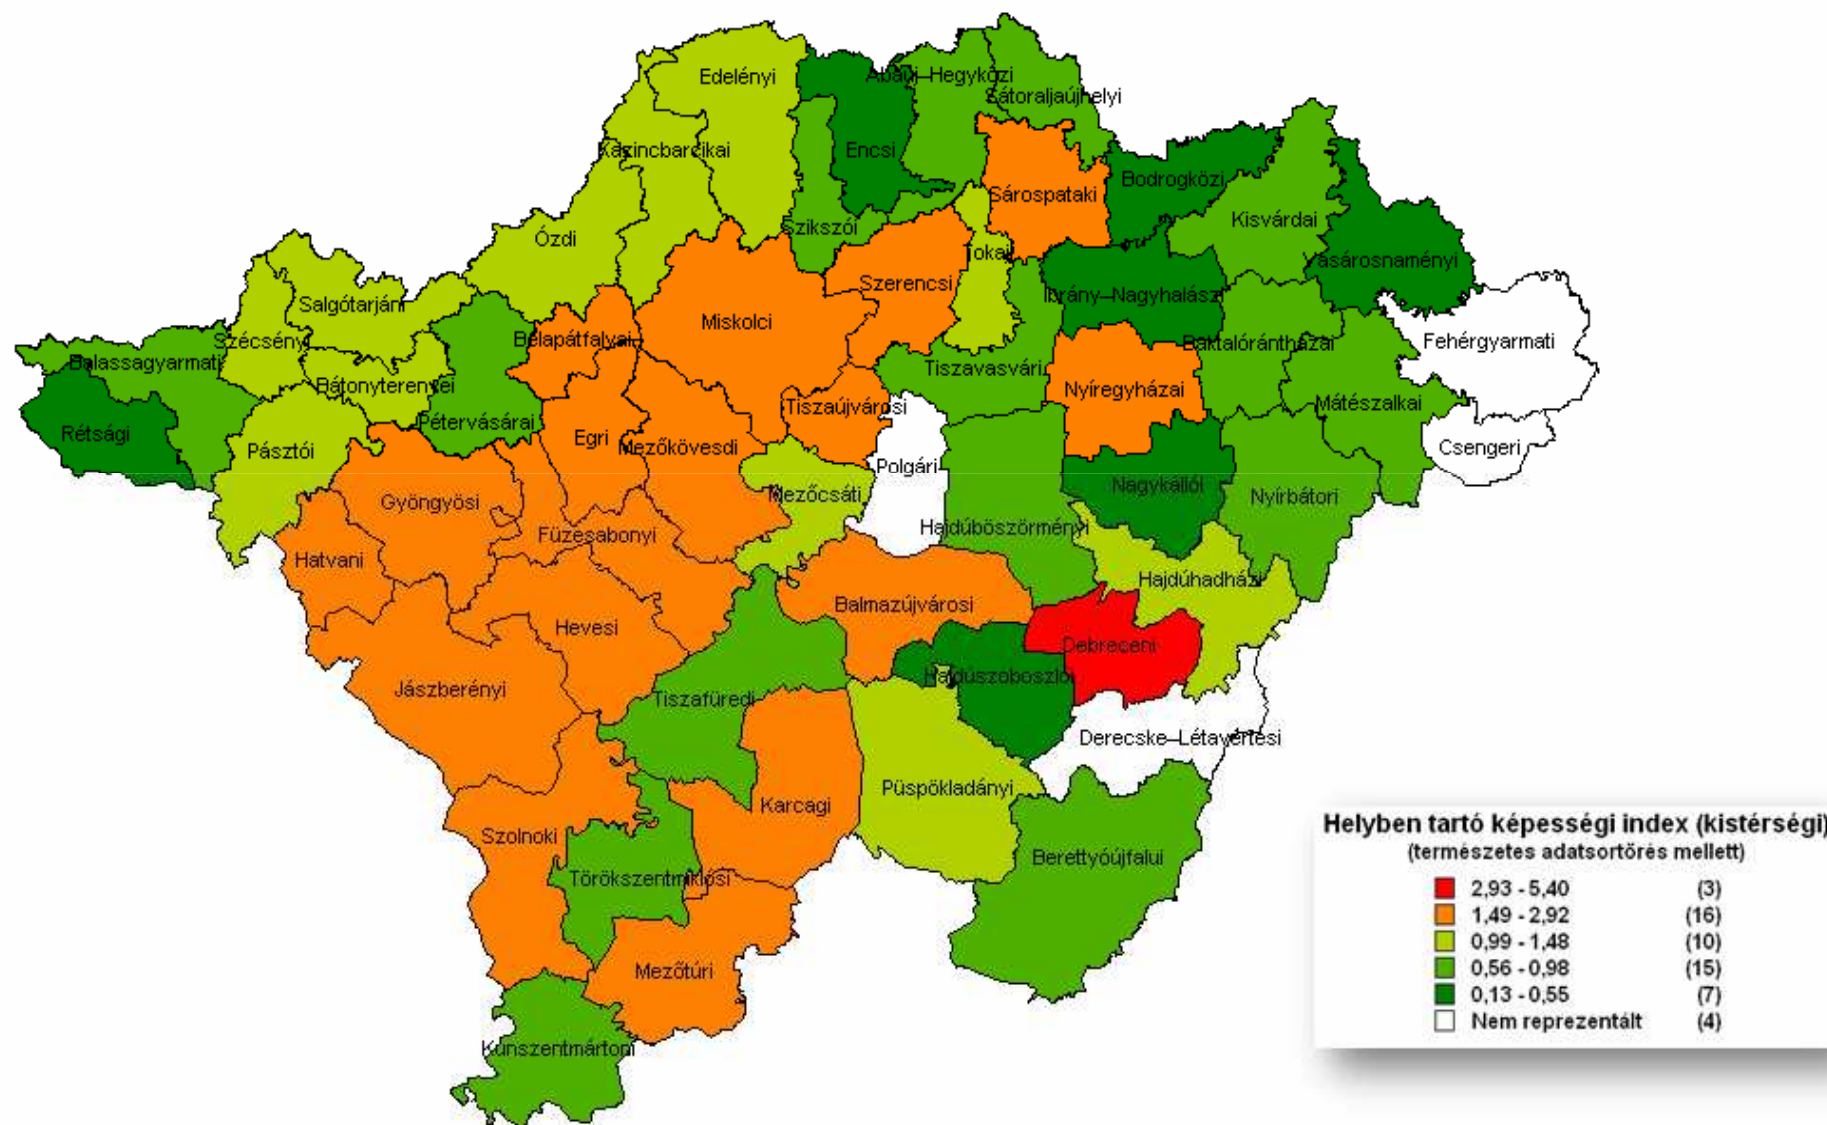 Edelényi
Abaúj–Hegyközi
Sátoraljaújhelyi
Kazincbarcikai
Encsi
Bodrogközi
Sárospataki
Kisvárdai
Ózdi
Szikszói
Tokaji
Vásárosnaményi
Szerencsi
Ibrány–Nagyhalászi
Salgótarjáni
Miskolci
Szécsényi
Bélapátfalvai
Baktalórántházai
Fehérgyarmati
Balassagyarmati
Tiszavasvári
Bátonyterenyei
Nyíregyházai
Mátészalkai
Tiszaújvárosi
Pétervásárai
Rétsági
Egri
Mezőkövesdi
Csengeri
Pásztói
Polgári
Nagykállói
Mezőcsáti
Nyírbátori
Gyöngyösi
Hajdúböszörményi
Füzesabonyi
Hatvani
Hajdúhadházi
Balmazújvárosi
Hevesi
Debreceni
Hajdúszoboszlói
Jászberényi
Tiszafüredi
Derecske–Létavértesi
Püspökladányi
Karcagi
Szolnoki
Berettyóújfalui
Törökszentmiklósi
Mezőtúri
Kunszentmártoni
Helyben tartó képességi index (kistérségi)
(természetes adatsortörés mellett)
2,93 - 5,40 (3)
1,49 - 2,92 (16)
0,99 - 1,48 (10)
0,56 - 0,98 (15)
0,13 - 0,55 (7)
Nem reprezentált (4)